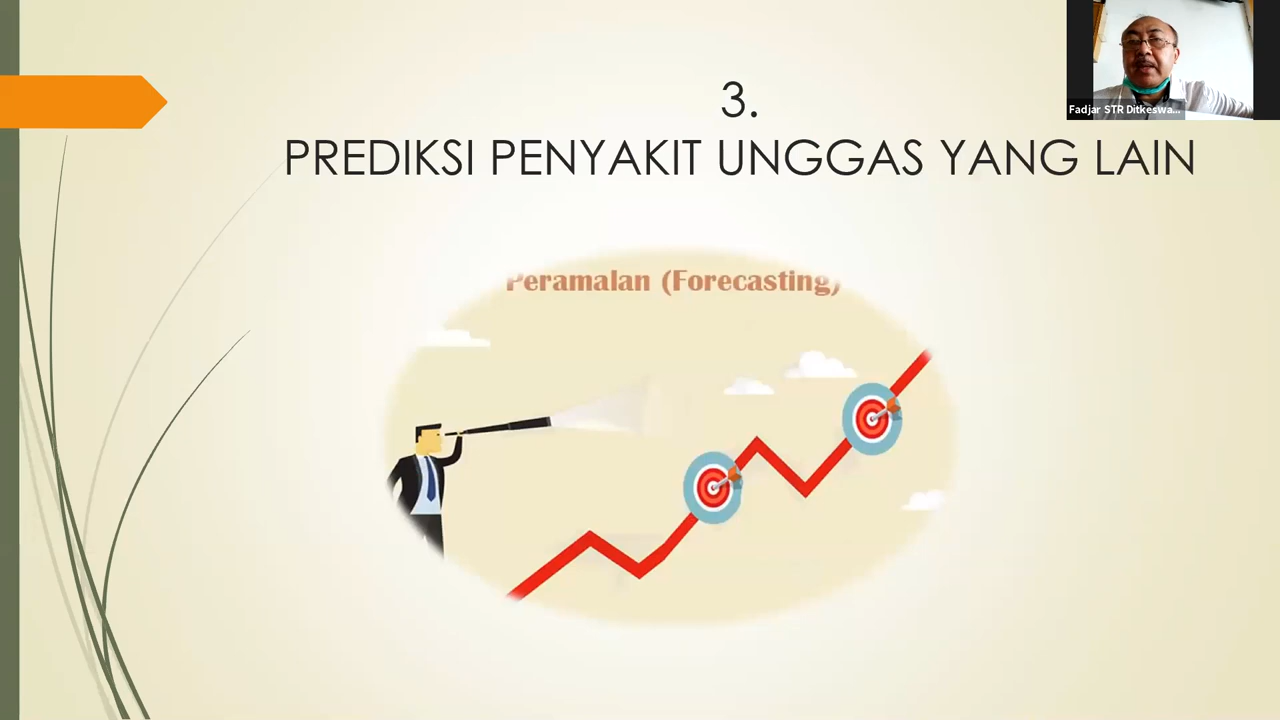 3.
PREDIKSI PENYAKIT UNGGAS YANG LAIN
Fadjar STR Ditkeswa...
Peramalan (Forecasting)